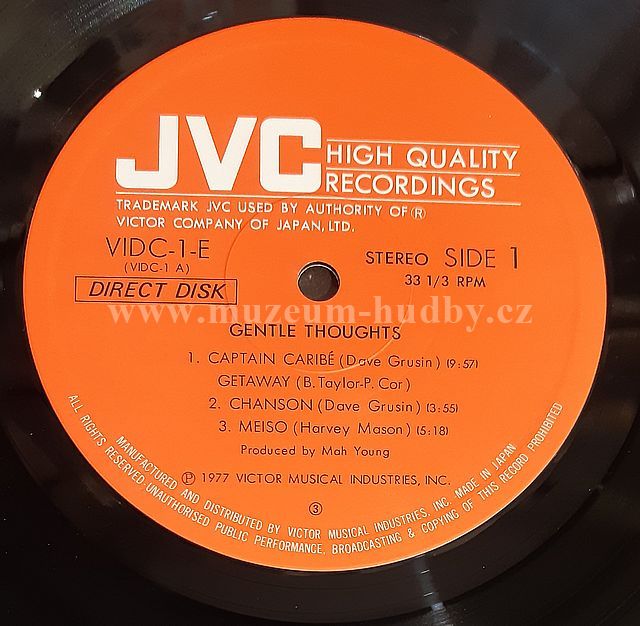 JVC HIGH QUALITY
RECORDINGS
TRADEMARK JVC USED BY AUTHORITY OF Ⓡ
VICTOR COMPANY OF JAPAN, LTD.
VIDC-1-E
(VIDC-1 A)
DIRECT DISK
STEREO SIDE 1
33 1/3 RPM
www.muzeum-hudby.cz
GENTLE THOUGHTS
1. CAPTAIN CARIBÉ (Dave Grusin) (9:57)
GETAWAY (B. Taylor-P. Cor)
2. CHANSON (Dave Grusin) (3:55)
3. MEISO (Harvey Mason) (5:18)
Produced by Mah Young
Ⓟ 1977 VICTOR MUSICAL INDUSTRIES, INC.
③
MANUFACTURED AND DISTRIBUTED BY VICTOR MUSICAL INDUSTRIES, INC. MADE IN JAPAN.
ALL RIGHTS RESERVED. UNAUTHORISED PUBLIC PERFORMANCE, BROADCASTING & COPYING OF THIS RECORD PROHIBITED